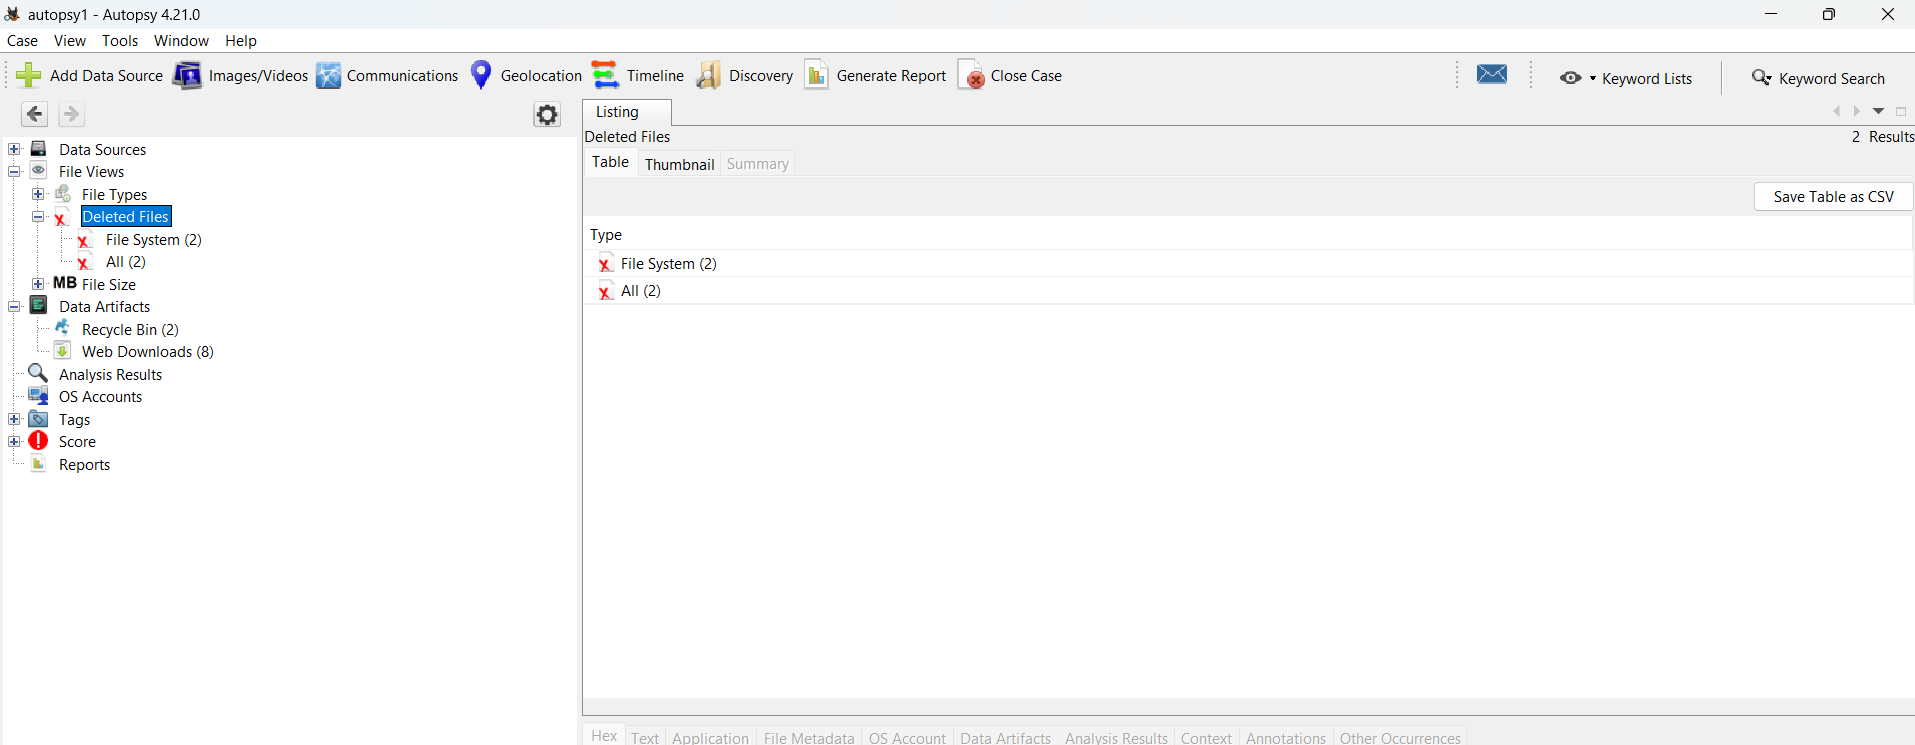 autopsy1 - Autopsy 4.21.0
Case View Tools Window Help
Add Data Source Images/Videos Communications Geolocation Timeline Discovery Generate Report Close Case Keyword Lists Keyword Search
Listing
Deleted Files 2 Results
Table Thumbnail Summary
Save Table as CSV
Type
File System (2)
All (2)
Data Sources
File Views
File Types
Deleted Files
File System (2)
All (2)
MB File Size
Data Artifacts
Recycle Bin (2)
Web Downloads (8)
Analysis Results
OS Accounts
Tags
Score
Reports
Hex Text Application File Metadata OS Account Data Artifacts Analysis Results Context Annotations Other Occurrences